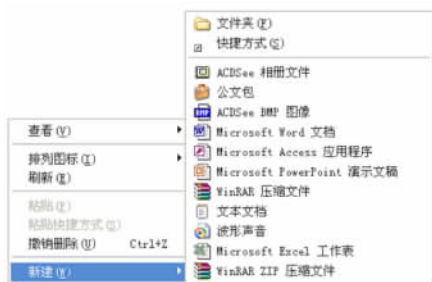 文件夹(F)
快捷方式(S)
ACDSee 相册文件
公文包
ACDSee BMP 图像
Microsoft Word 文档
Microsoft Access 应用程序
Microsoft PowerPoint 演示文稿
WinRAR 压缩文件
文本文档
波形声音
Microsoft Excel 工作表
WinRAR ZIP 压缩文件
查看(V)
排列图标(I)
刷新(E)
粘贴(P)
粘贴快捷方式(S)
撤销删除(U) Ctrl+Z
新建(W)